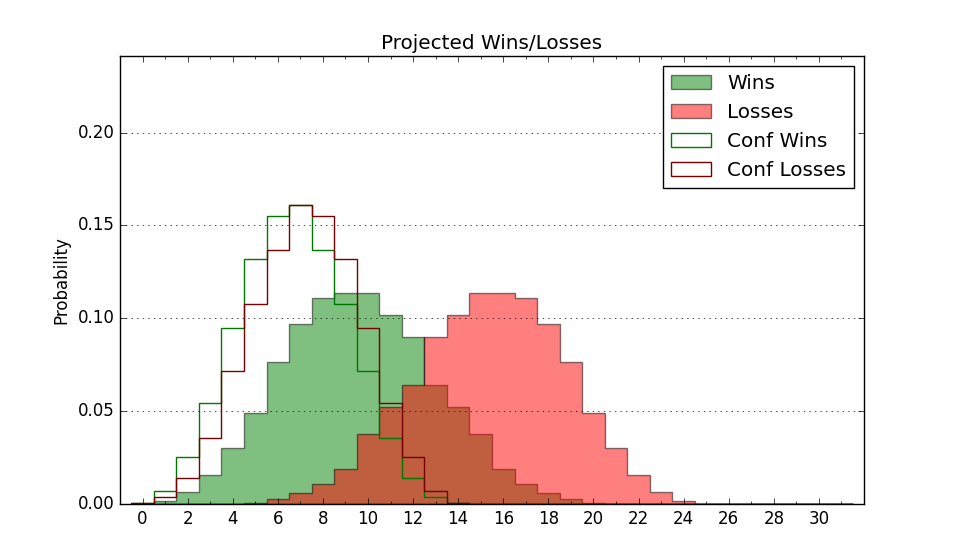 Projected Wins/Losses
Wins
Losses
Conf Wins
Conf Losses
Probability
0.20
0.15
0.10
0.05
0.00
0 2 4 6 8 10 12 14 16 18 20 22 24 26 28 30